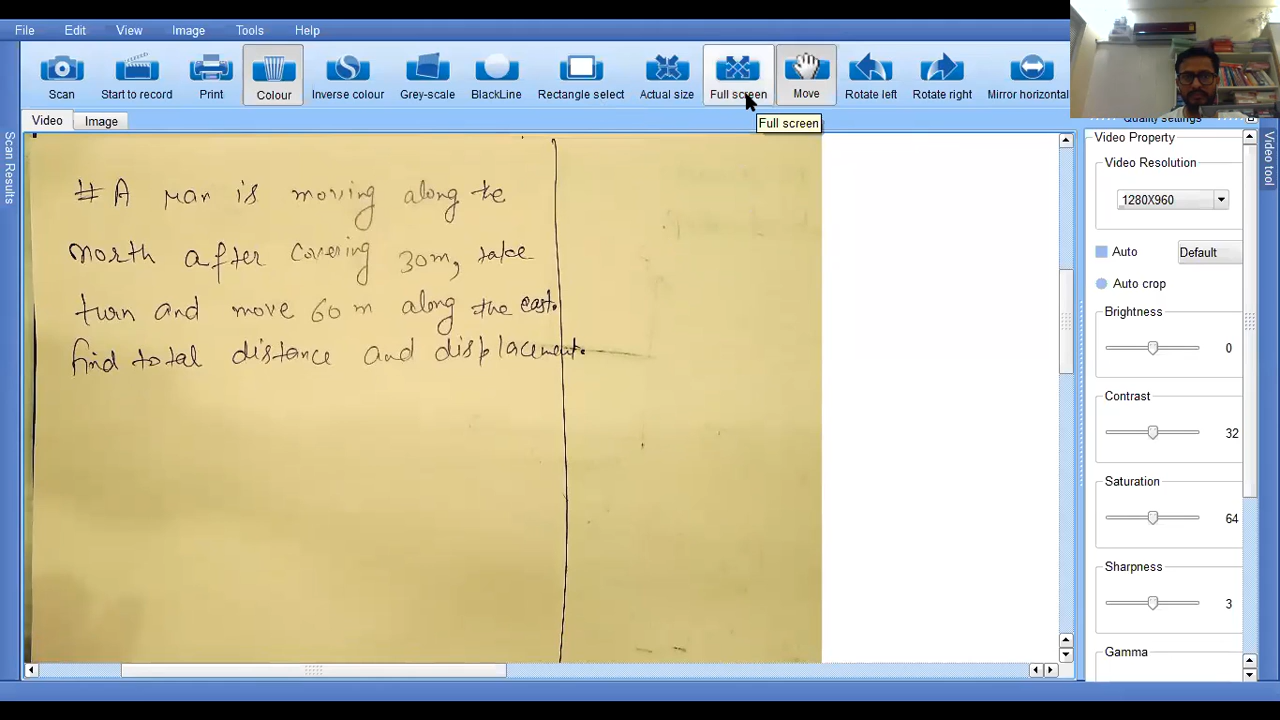 File Edit View Image Tools Help
Scan Start to record Print Colour Inverse colour Grey-scale BlackLine Rectangle select Actual size Full screen Move Rotate left Rotate right Mirror horizontal
Full screen
Video Image
Scan Results
# A man is moving along the
north after covering 30m, take
turn and move 60 m along the east.
find total distance and displacement.
Quality settings
Video tool
Video Property
Video Resolution
1280X960
Auto Default
Auto crop
Brightness
0
Contrast
32
Saturation
64
Sharpness
3
Gamma